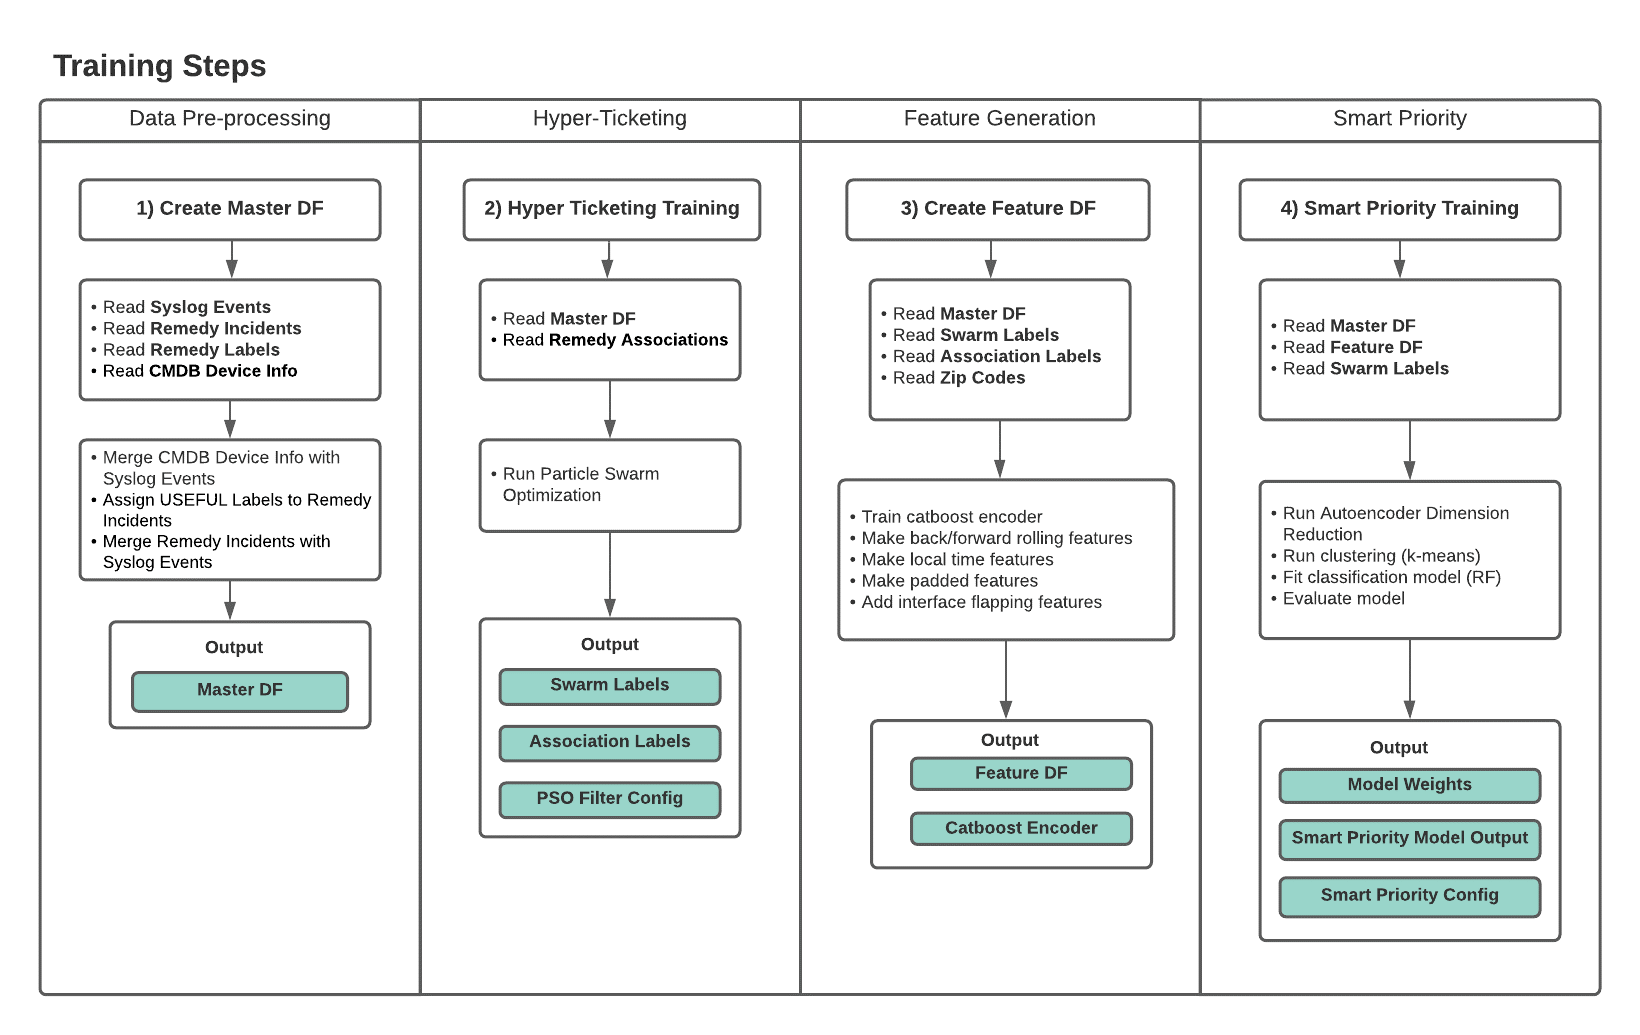 Training Steps
Data Pre-processing
1) Create Master DF
• Read Syslog Events
• Read Remedy Incidents
• Read Remedy Labels
• Read CMDB Device Info
• Merge CMDB Device Info with
Syslog Events
• Assign USEFUL Labels to Remedy
Incidents
• Merge Remedy Incidents with
Syslog Events
Output
Master DF
Hyper-Ticketing
2) Hyper Ticketing Training
• Read Master DF
• Read Remedy Associations
• Run Particle Swarm
Optimization
Output
Swarm Labels
Association Labels
PSO Filter Config
Feature Generation
3) Create Feature DF
• Read Master DF
• Read Swarm Labels
• Read Association Labels
• Read Zip Codes
• Train catboost encoder
• Make back/forward rolling features
• Make local time features
• Make padded features
• Add interface flapping features
Output
Feature DF
Catboost Encoder
Smart Priority
4) Smart Priority Training
• Read Master DF
• Read Feature DF
• Read Swarm Labels
• Run Autoencoder Dimension
Reduction
• Run clustering (k-means)
• Fit classification model (RF)
• Evaluate model
Output
Model Weights
Smart Priority Model Output
Smart Priority Config